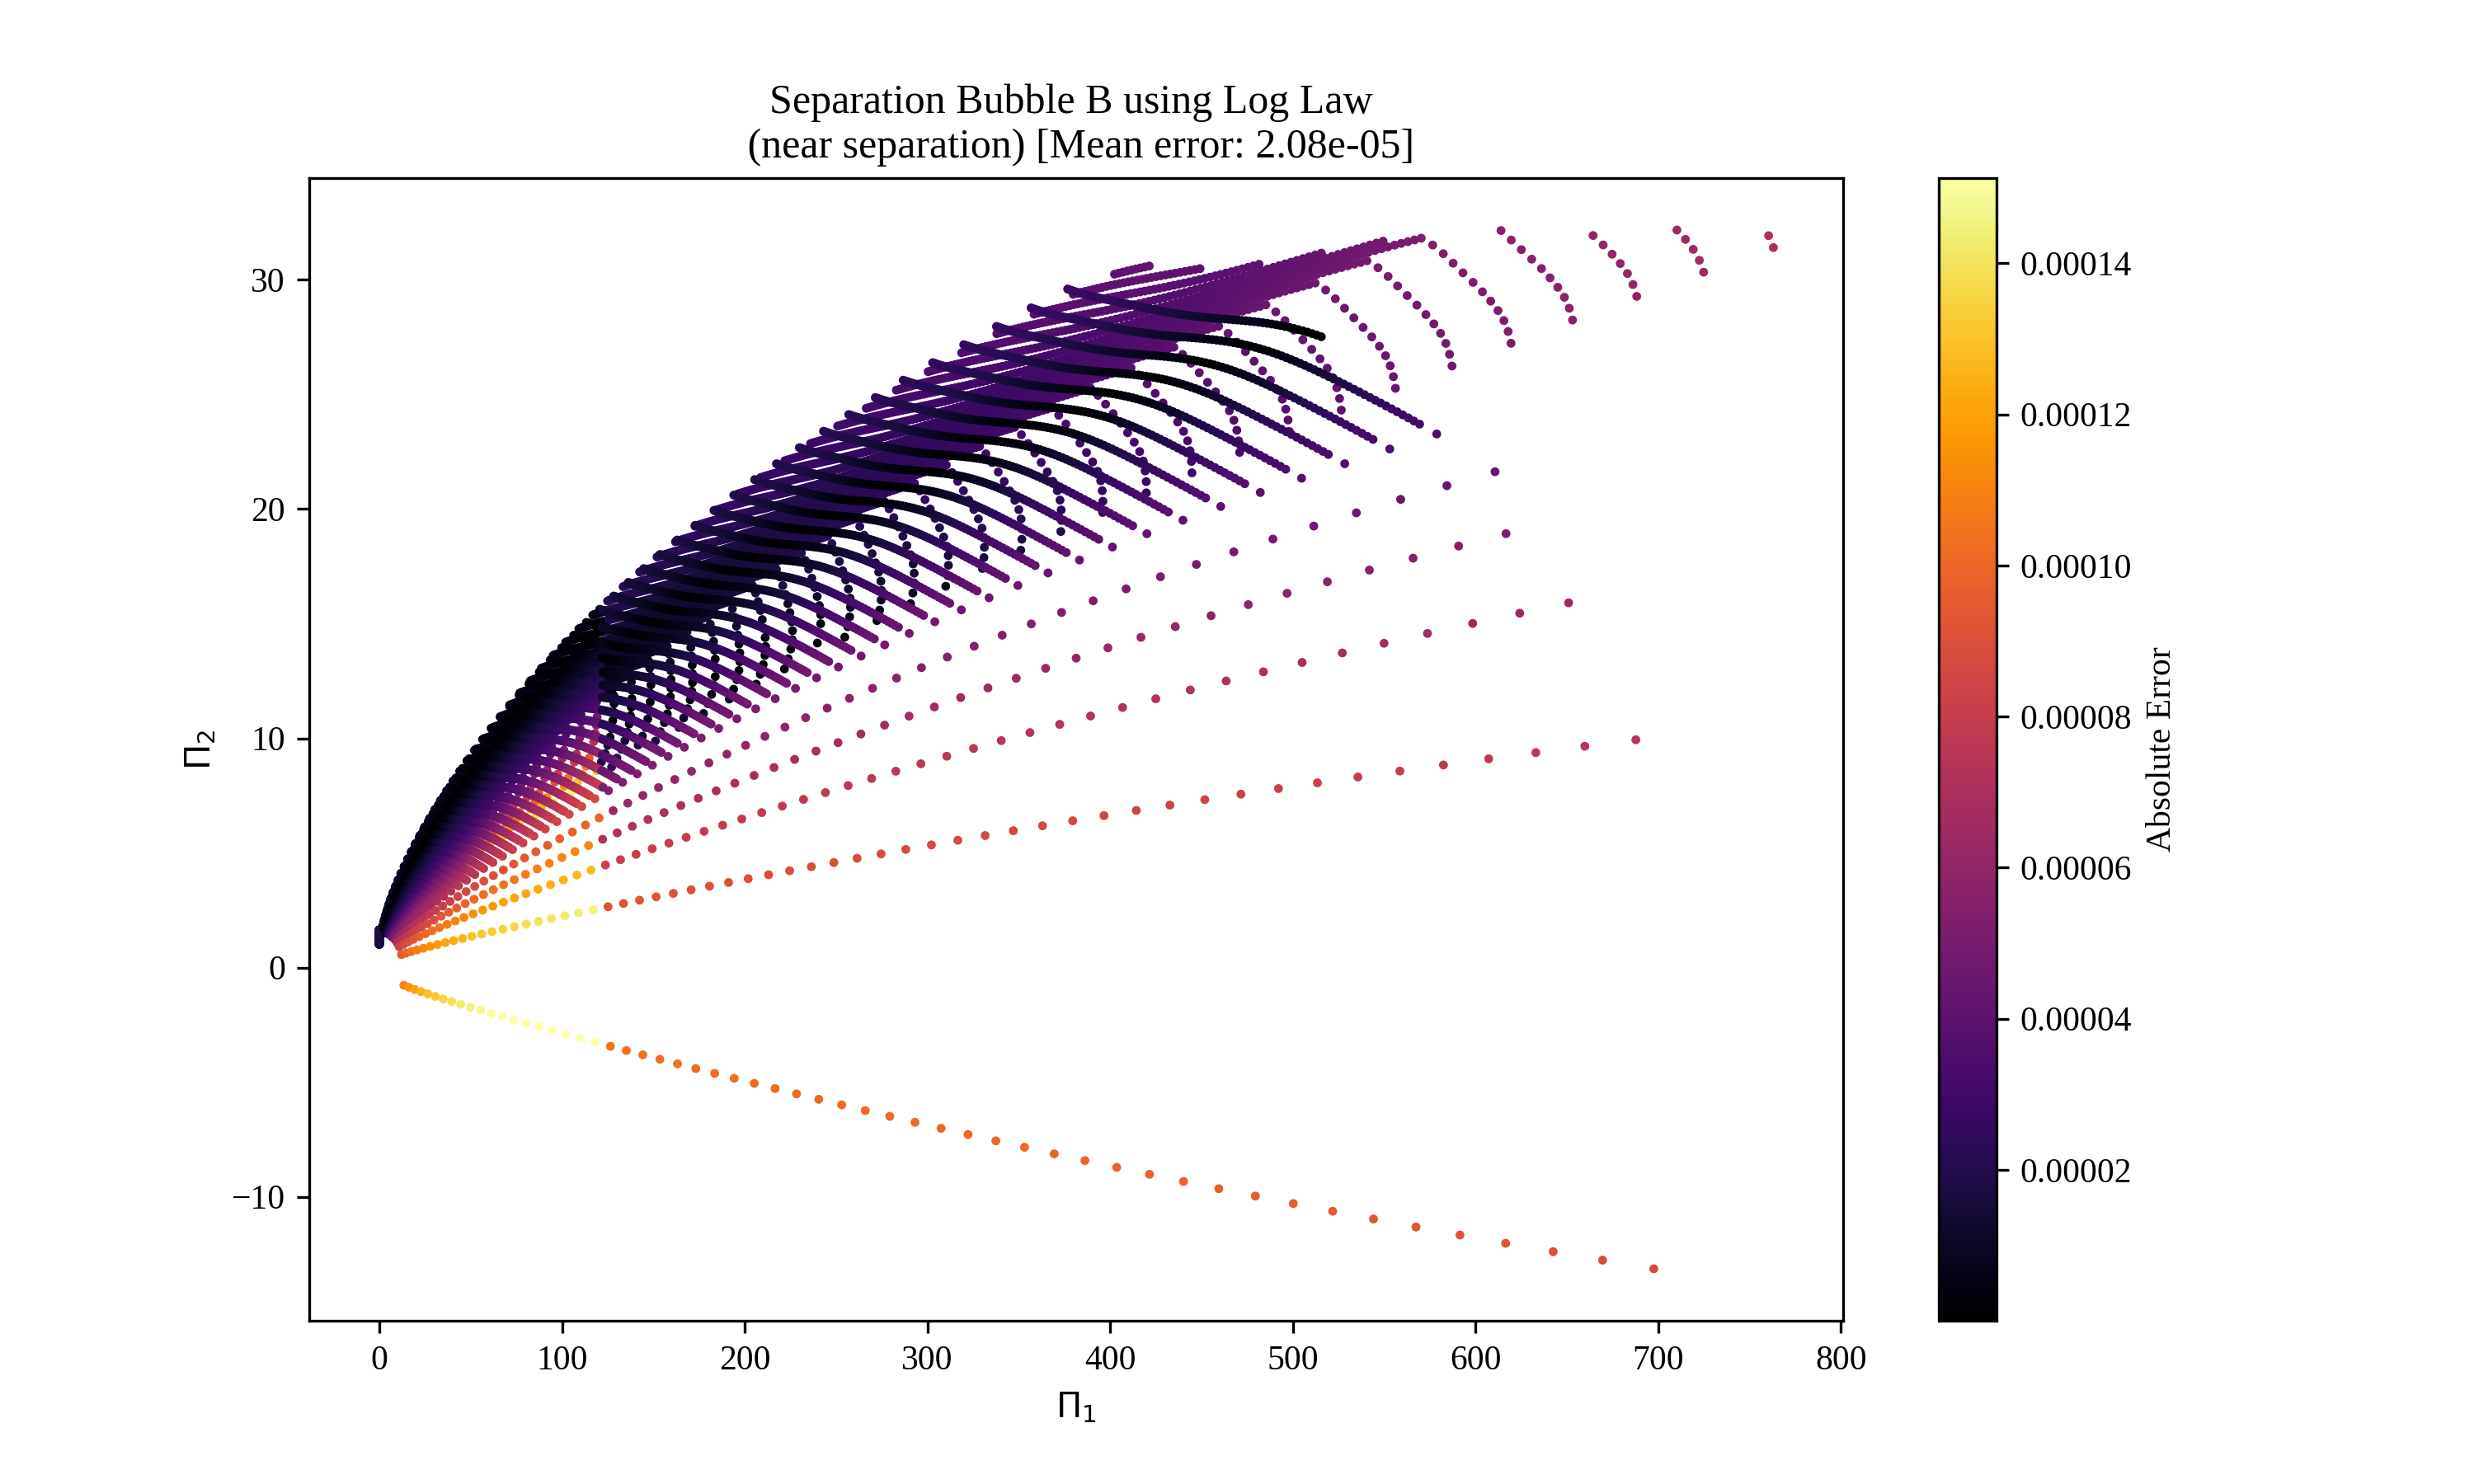 Separation Bubble B using Log Law
(near separation) [Mean error: 2.08e-05]
Π₂
30
20
10
0
−10
0 100 200 300 400 500 600 700 800
Π₁
0.00014
0.00012
0.00010
0.00008
0.00006
0.00004
0.00002
Absolute Error